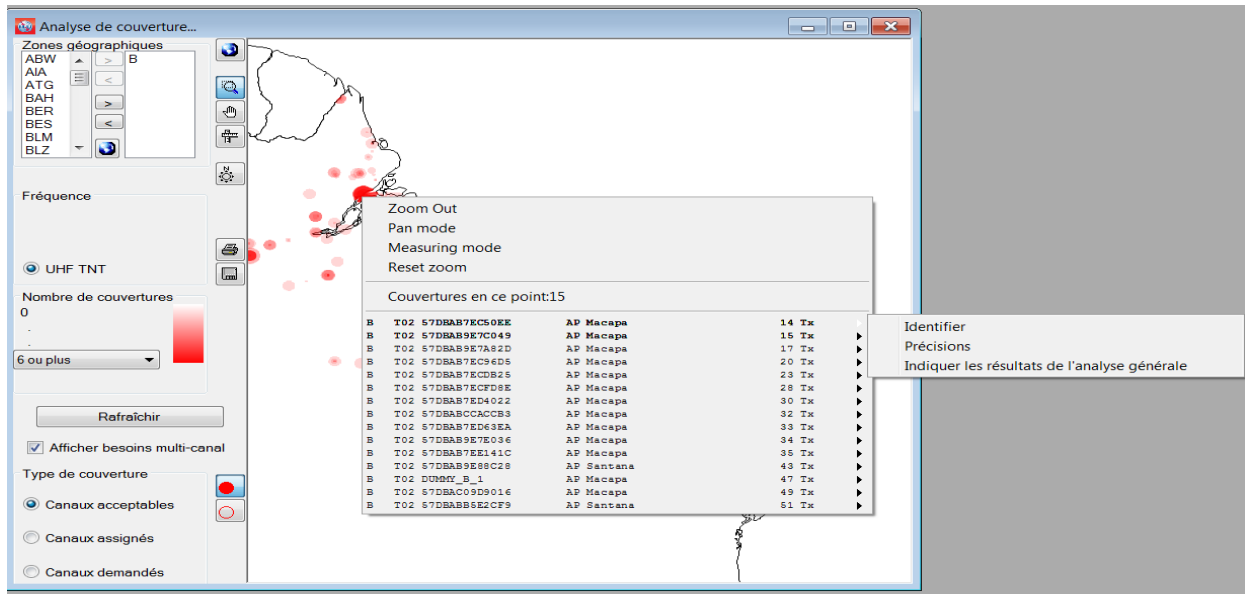 Analyse de couverture...
Zones géographiques
ABW
AIA
ATG
BAH
BER
BES
BLM
BLZ
>
<
>
<
B
Fréquence
UHF TNT
Nombre de couvertures
0
.
.
6 ou plus
Rafraîchir
Afficher besoins multi-canal
Type de couverture
Canaux acceptables
Canaux assignés
Canaux demandés
N
Zoom Out
Pan mode
Measuring mode
Reset zoom
Couvertures en ce point:15
B T02 57DBAB7EC50EE AP Macapa 14 Tx
B T02 57DBAB9E7C049 AP Macapa 15 Tx
B T02 57DBAB9E7A82D AP Macapa 17 Tx
B T02 57DBAB7EC96D5 AP Macapa 20 Tx
B T02 57DBAB7ECDB25 AP Macapa 23 Tx
B T02 57DBAB7ECFD8E AP Macapa 28 Tx
B T02 57DBAB7ED4022 AP Macapa 30 Tx
B T02 57DBABCCACCB3 AP Macapa 32 Tx
B T02 57DBAB7ED63EA AP Macapa 33 Tx
B T02 57DBAB9E7E036 AP Macapa 34 Tx
B T02 57DBAB7EE141C AP Macapa 35 Tx
B T02 57DBAB9E88C28 AP Santana 43 Tx
B T02 DUMMY_B_1 AP Macapa 47 Tx
B T02 57DBAC09D9016 AP Macapa 49 Tx
B T02 57DBABB5E2CF9 AP Santana 51 Tx
Identifier
Précisions
Indiquer les résultats de l'analyse générale